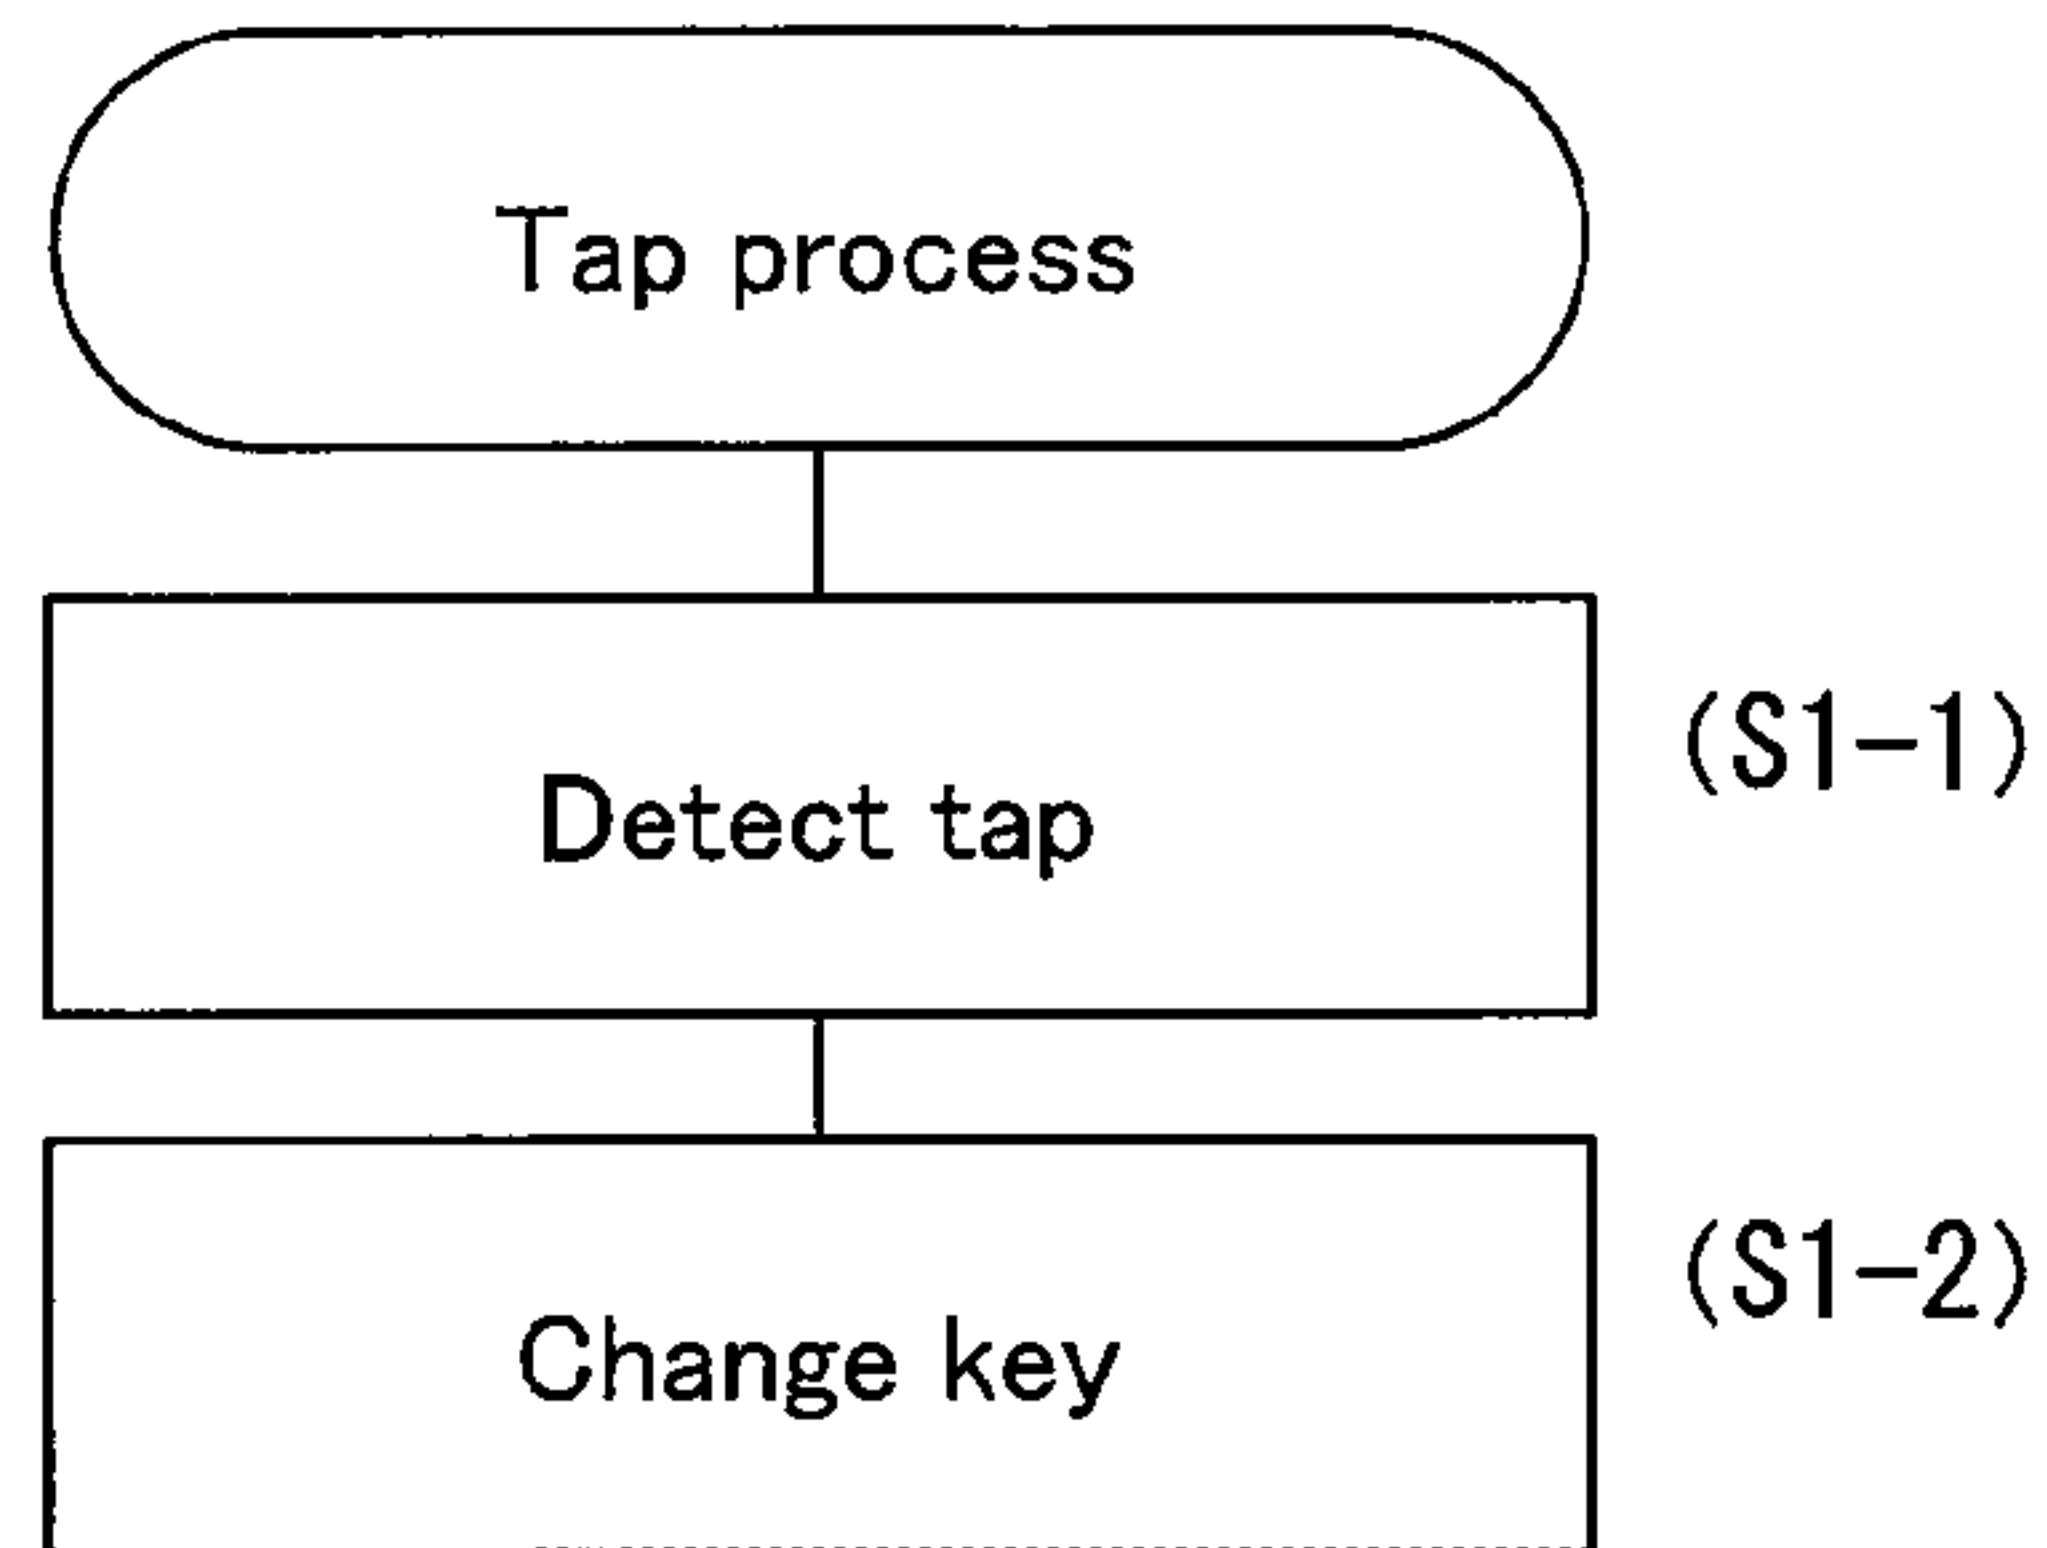 Tap process
(S1-1)
Detect tap
(S1-2)
Change key